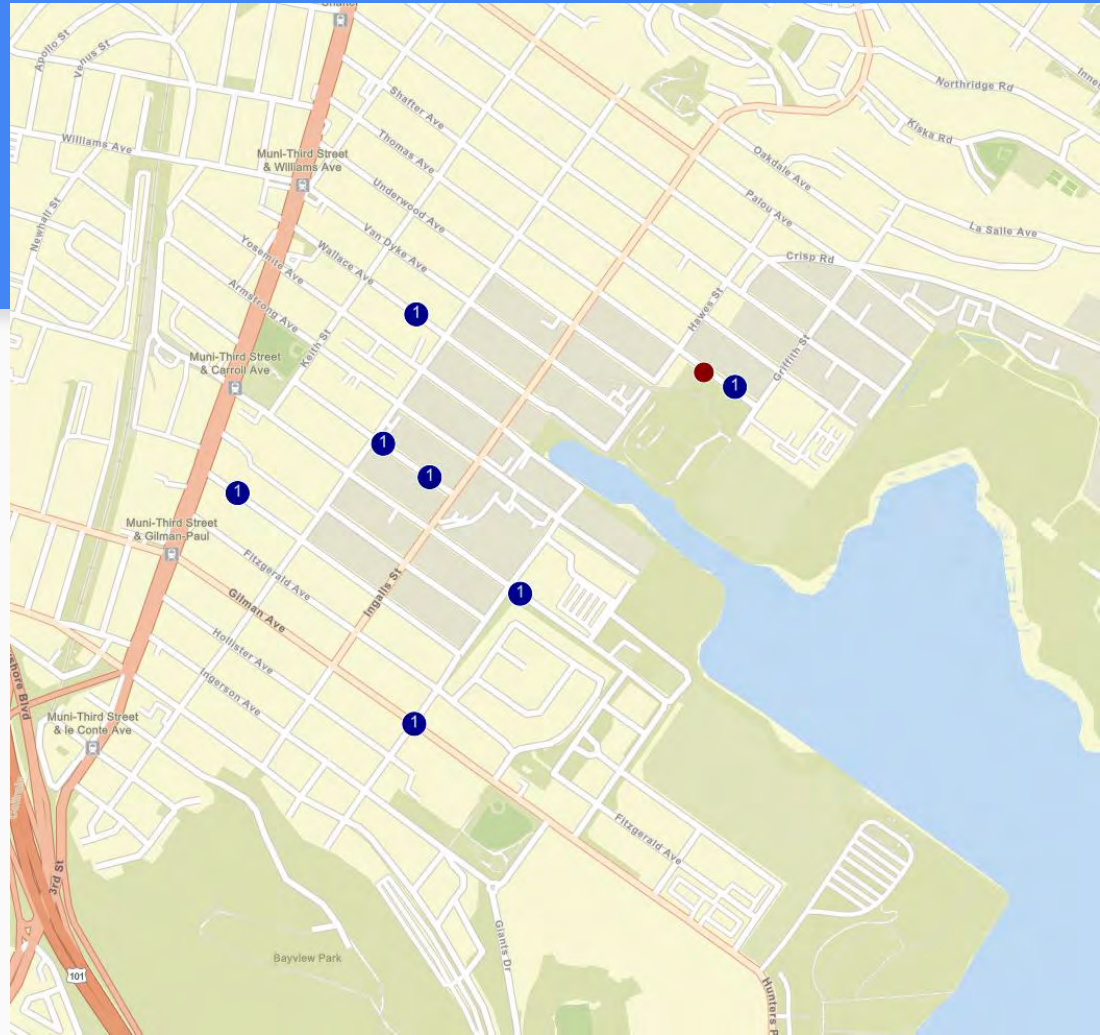 Apollo St
Venus St
Shafter Ave
Northridge Rd
Kiska Rd
Williams Ave
Thomas Ave
Muni-Third Street
& Williams Ave
Oakdale Ave
Underwood Ave
Palou Ave
Newhall St
La Salle Ave
Van Dyke Ave
Wallace Ave
Yosemite Ave
Crisp Rd
Armstrong Ave
Hawes St
1
Keith St
Griffith St
Muni-Third Street
& Carroll Ave
1
1
1
1
Muni-Third Street
& Gilman-Paul
Fitzgerald Ave
Ingalls St
1
Gilman Ave
Hollister Ave
Ingerson Ave
Muni-Third Street
& le Conte Ave
1
Fitzgerald Ave
3rd St
Giants Dr
Bayview Park
101
Hunters